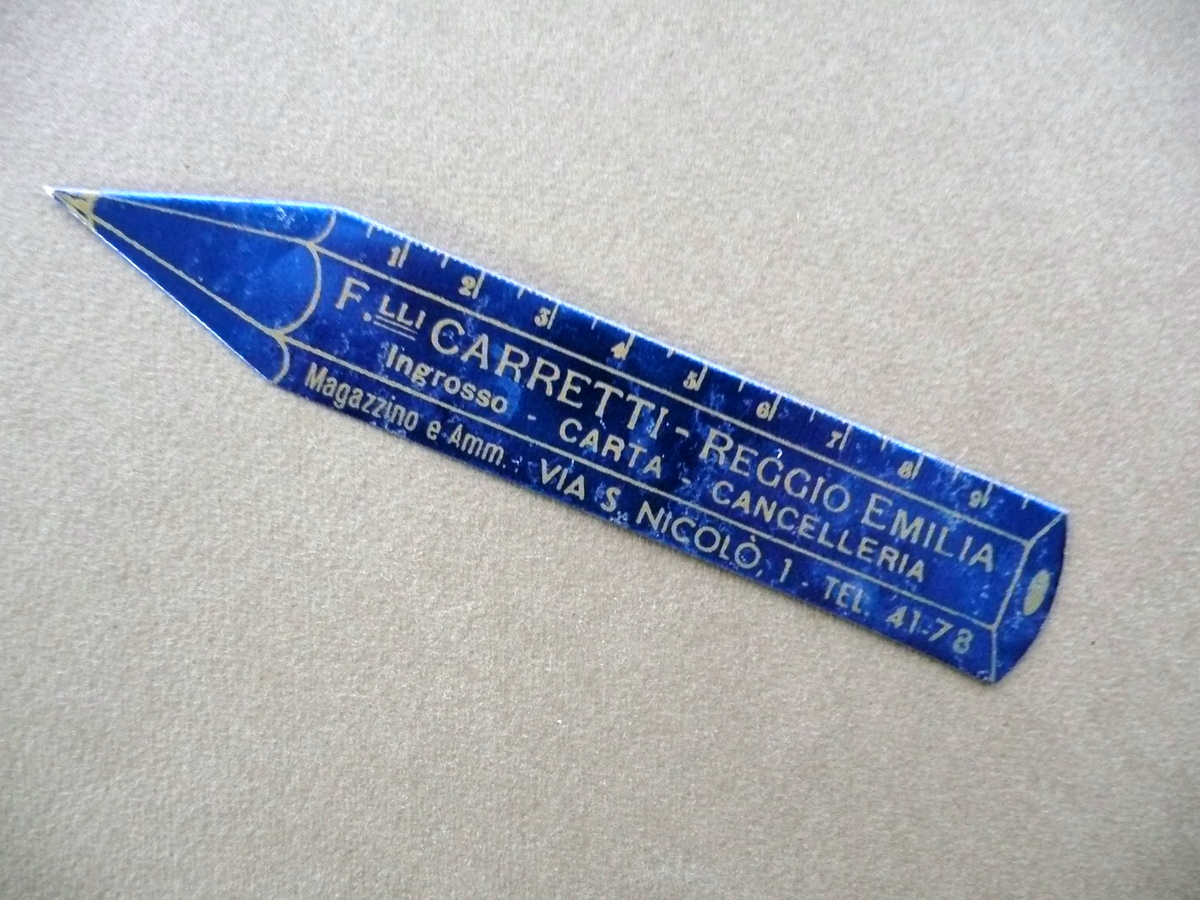 1 2 3 4 5 6 7 8 9
F.LLI CARRETTI - REGGIO EMILIA
Ingrosso - CARTA - CANCELLERIA
Magazzino e Amm. - VIA S. NICOLÒ, 1 - TEL. 41-78